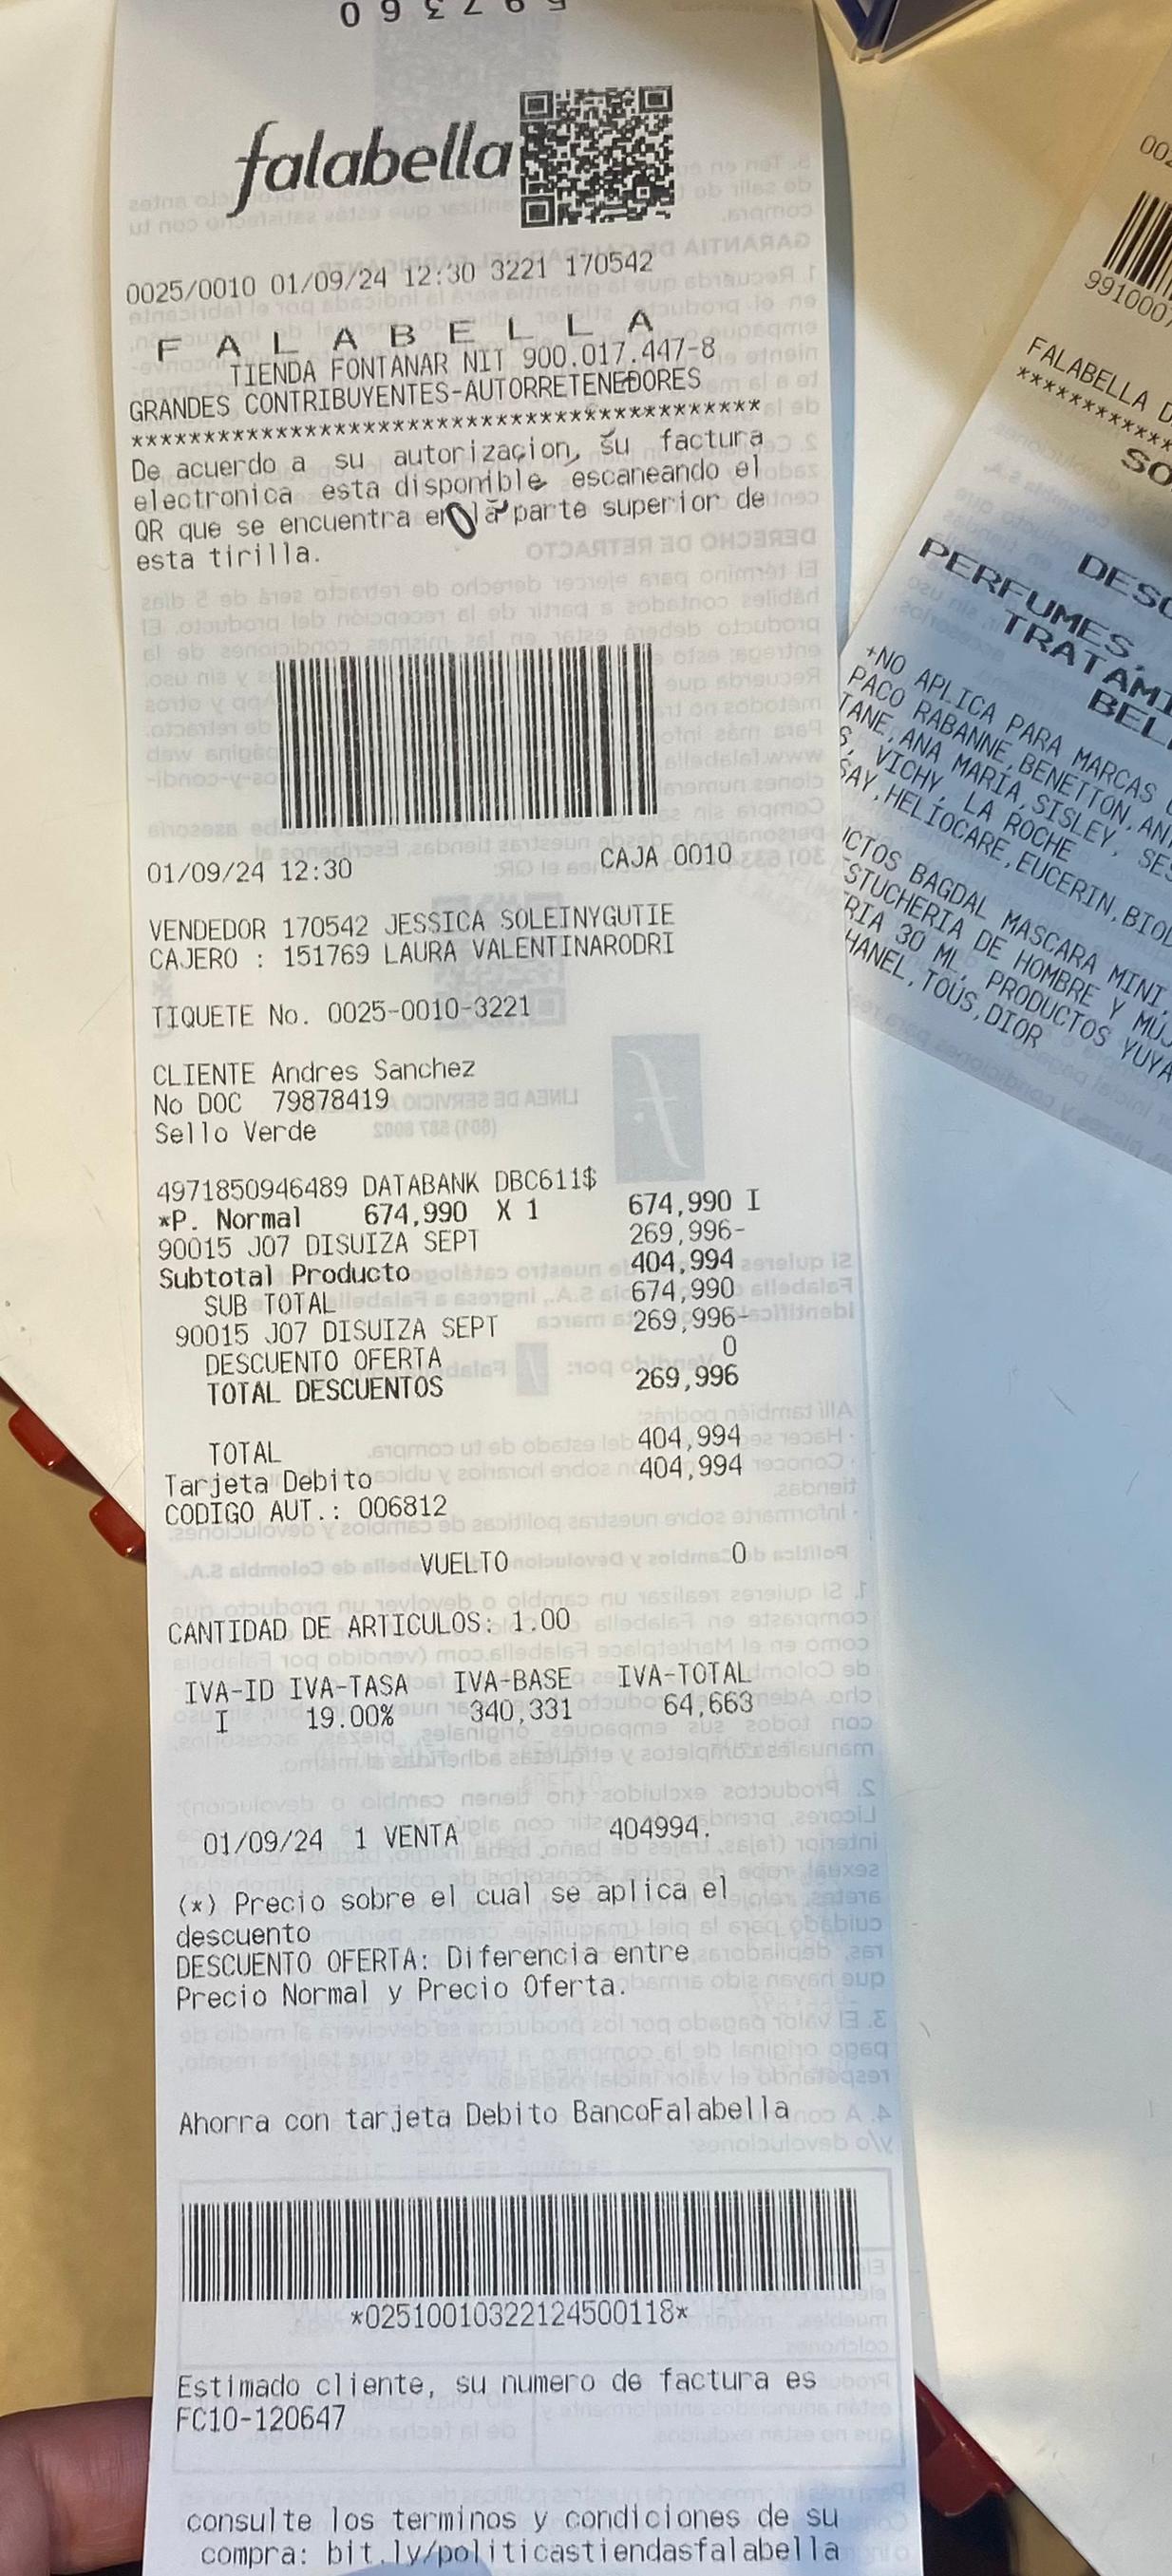 597360
falabella
0025/0010 01/09/24 12:30 3221 170542
F A L A B E L L A
TIENDA FONTANAR NIT 900.017.447-8
GRANDES CONTRIBUYENTES-AUTORRETENEDORES
********************************************
De acuerdo a su autorizacion, su factura
electronica esta disponible escaneando el
QR que se encuentra en la parte superior de
esta tirilla.
01/09/24 12:30 CAJA 0010
VENDEDOR 170542 JESSICA SOLEINYGUTIE
CAJERO : 151769 LAURA VALENTINARODRI
TIQUETE No. 0025-0010-3221
CLIENTE Andres Sanchez
No DOC 79878419
Sello Verde
4971850946489 DATABANK DBC611$
*P. Normal 674,990 X 1 674,990 I
90015 J07 DISUIZA SEPT 269,996-
Subtotal Producto 404,994
SUB TOTAL 674,990
90015 J07 DISUIZA SEPT 269,996-
DESCUENTO OFERTA 0
TOTAL DESCUENTOS 269,996
TOTAL 404,994
Tarjeta Debito 404,994
CODIGO AUT.: 006812
VUELTO 0
CANTIDAD DE ARTICULOS: 1.00
IVA-ID IVA-TASA IVA-BASE IVA-TOTAL
I 19.00% 340,331 64,663
01/09/24 1 VENTA 404994.
(*) Precio sobre el cual se aplica el
descuento
DESCUENTO OFERTA: Diferencia entre
Precio Normal y Precio Oferta.
Ahorra con tarjeta Debito BancoFalabella
*02510010322124500118*
Estimado cliente, su numero de factura es
FC10-120647
consulte los terminos y condiciones de su
compra: bit.ly/politicastiendasfalabella
002
9910007
FALABELLA D
***********
SO
DESC
PERFUMES,
TRATAMI
BEL
+NO APLICA PARA MARCAS
PACO RABANNE,BENETTON,
TANE,ANA MARIA,SISLEY,
VICHY, LA ROCHE
SAY,HELIOCARE,EUCERIN,
BAGDAL MASCARA MINI
ESTUCHERIA DE HOMBRE Y
30 ML, PRODUCTOS YUYA
HANEL,TOUS,DIOR